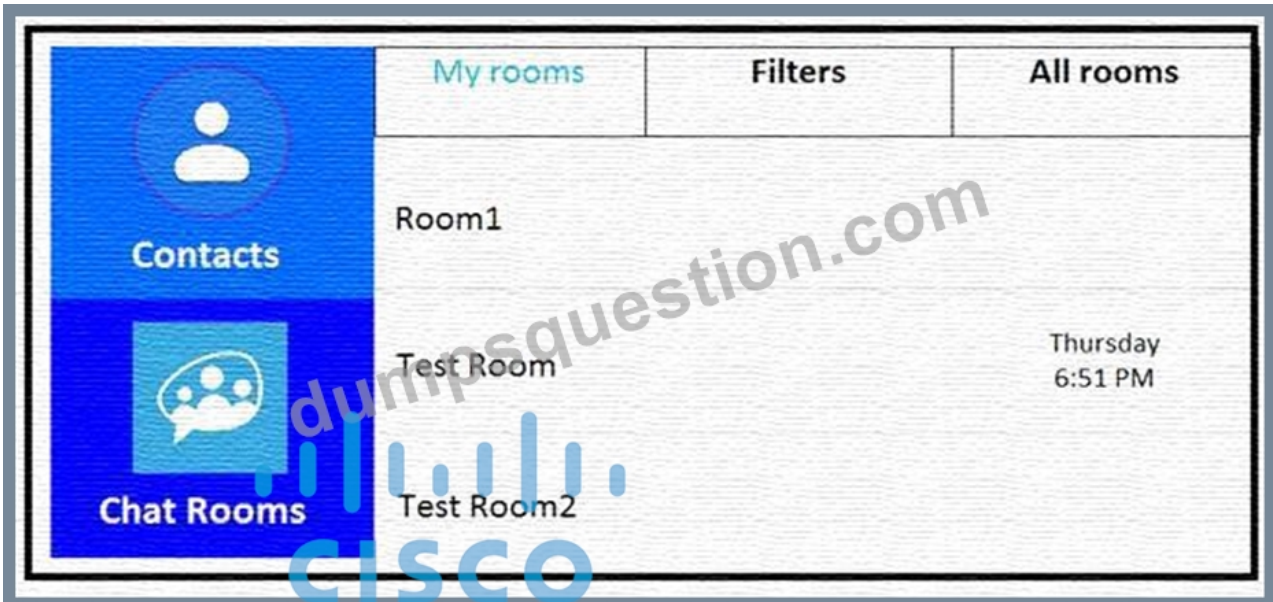 My rooms
Filters
All rooms
Contacts
Room1
Test Room
Thursday
6:51 PM
Chat Rooms
Test Room2
dumpsquestion.com
CISCO